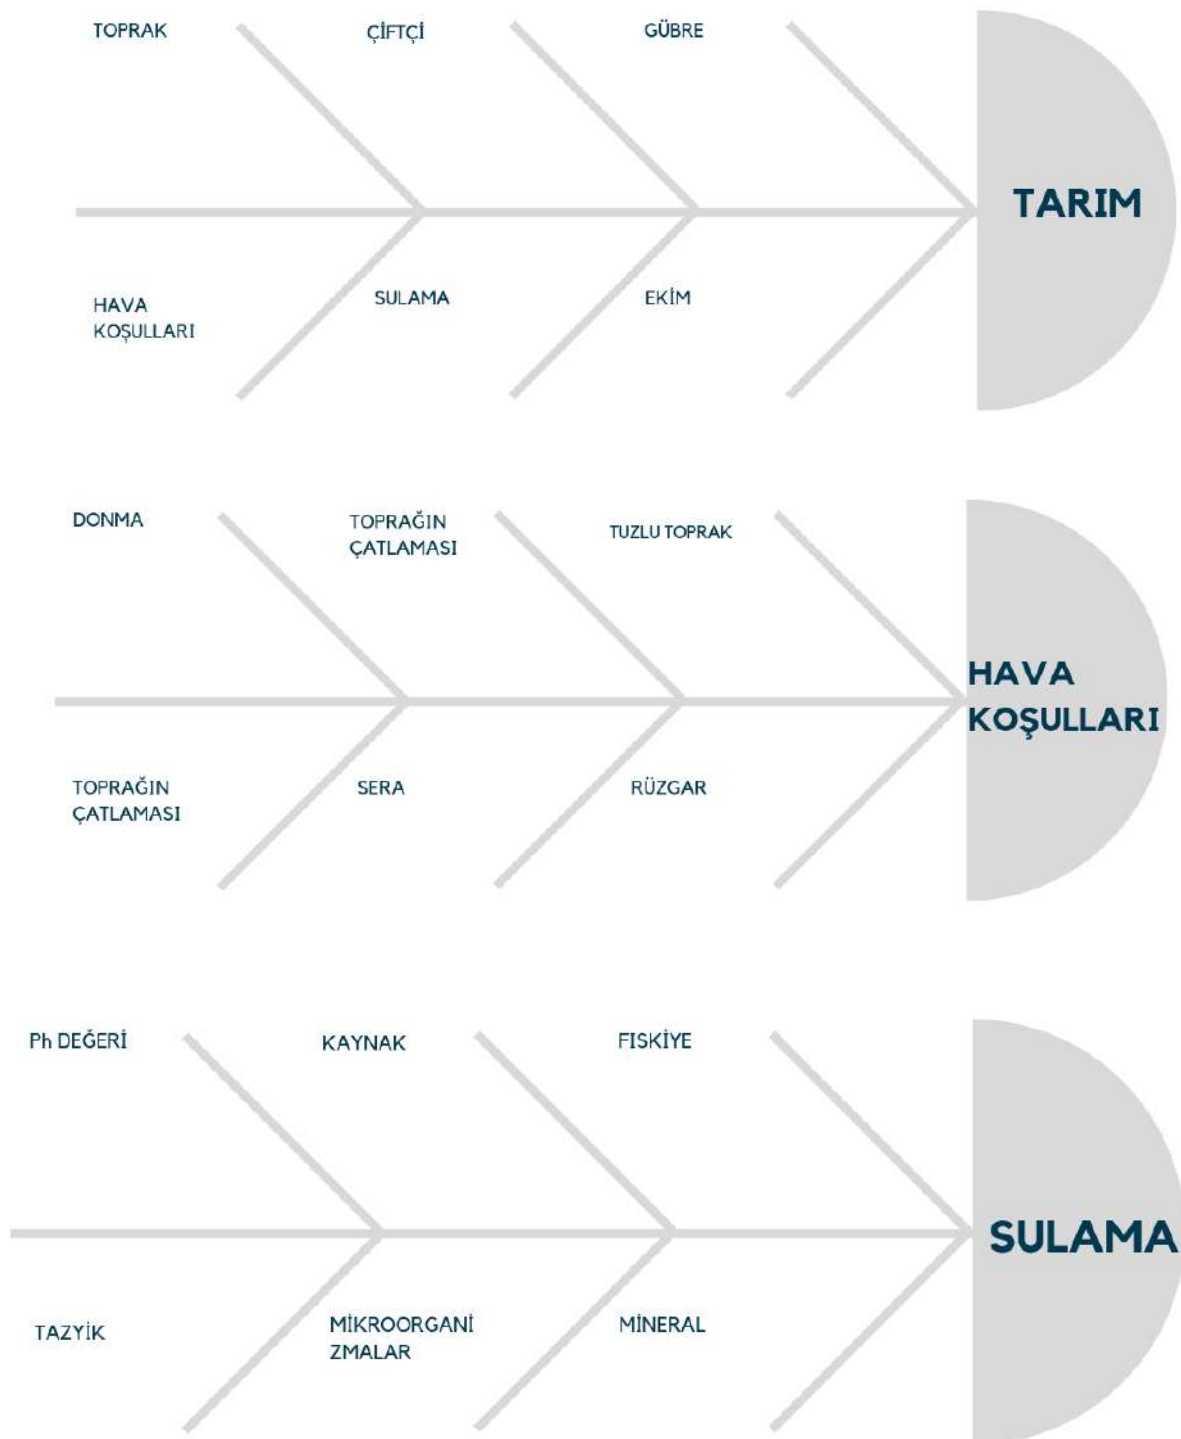 TOPRAK
ÇİFTÇİ
GÜBRE
TARIM
HAVA
KOŞULLARI
SULAMA
EKİM
DONMA
TOPRAĞIN
ÇATLAMASI
TUZLU TOPRAK
HAVA
KOŞULLARI
TOPRAĞIN
ÇATLAMASI
SERA
RÜZGAR
Ph DEĞERİ
KAYNAK
FISKİYE
SULAMA
TAZYİK
MİKROORGANİ
ZMALAR
MİNERAL